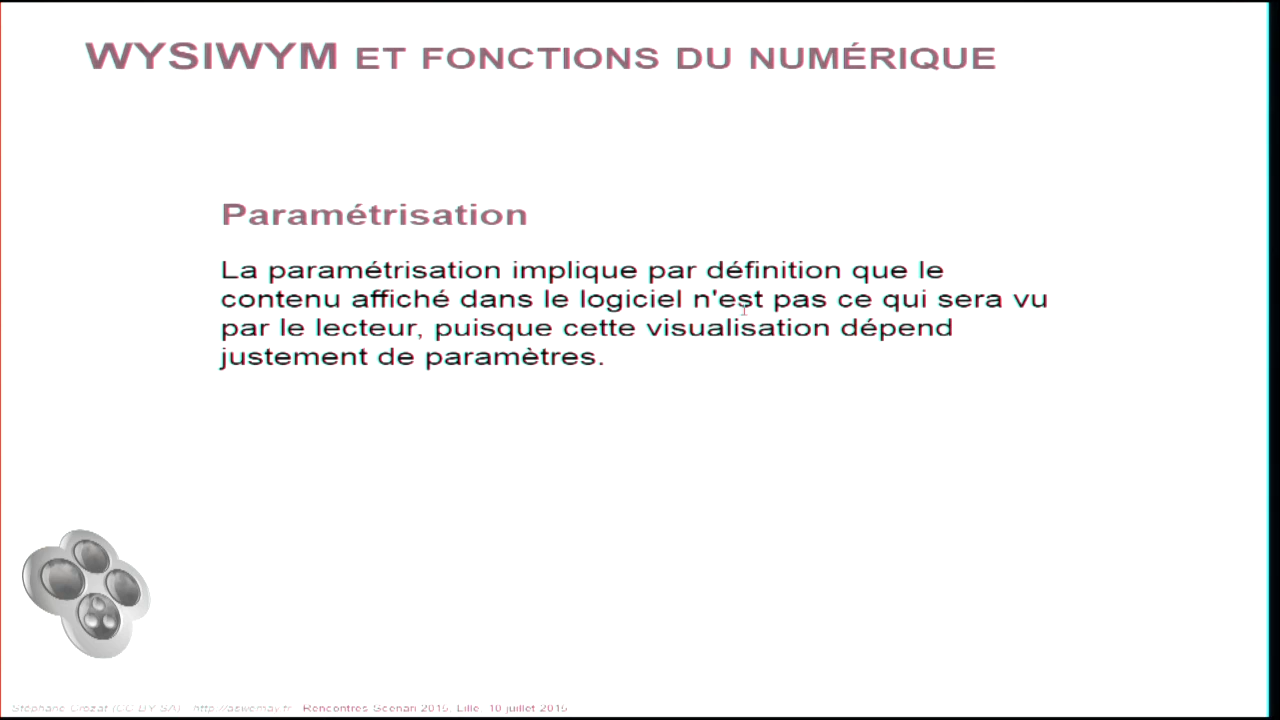 WYSIWYM ET FONCTIONS DU NUMÉRIQUE
Paramétrisation
La paramétrisation implique par définition que le
contenu affiché dans le logiciel n'est pas ce qui sera vu
par le lecteur, puisque cette visualisation dépend
justement de paramètres.
Stéphane Crozat (CC BY SA) - http://aswemay.fr - Rencontres Scenari 2015, Lille, 10 juillet 2015